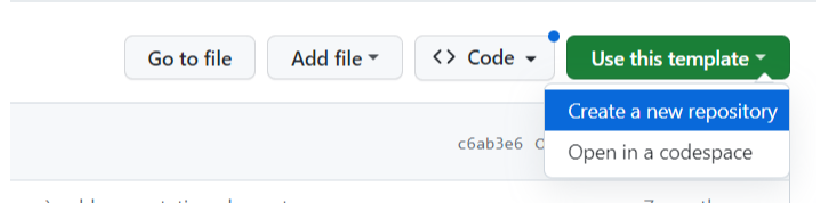 Go to file
Add file
<> Code
Use this template
Create a new repository
c6ab3e6
Open in a codespace